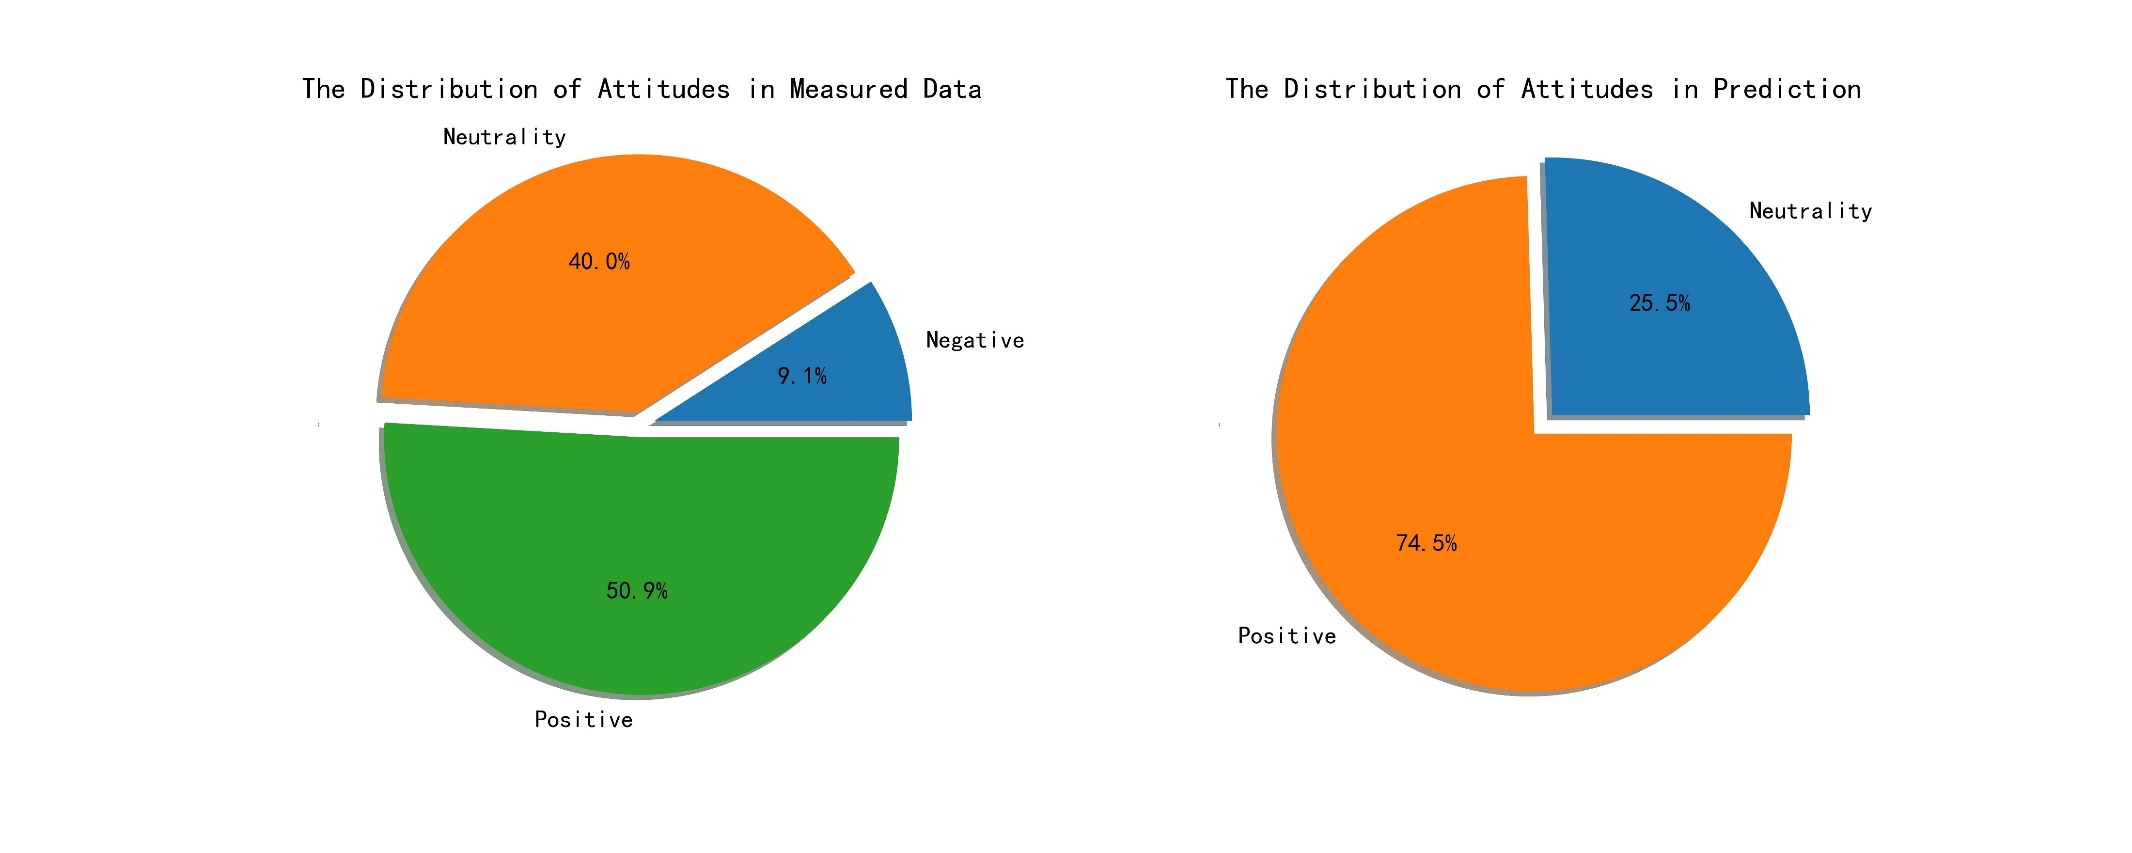 The Distribution of Attitudes in Measured Data
Neutrality
40.0%
Negative
9.1%
50.9%
Positive
The Distribution of Attitudes in Prediction
Neutrality
25.5%
74.5%
Positive